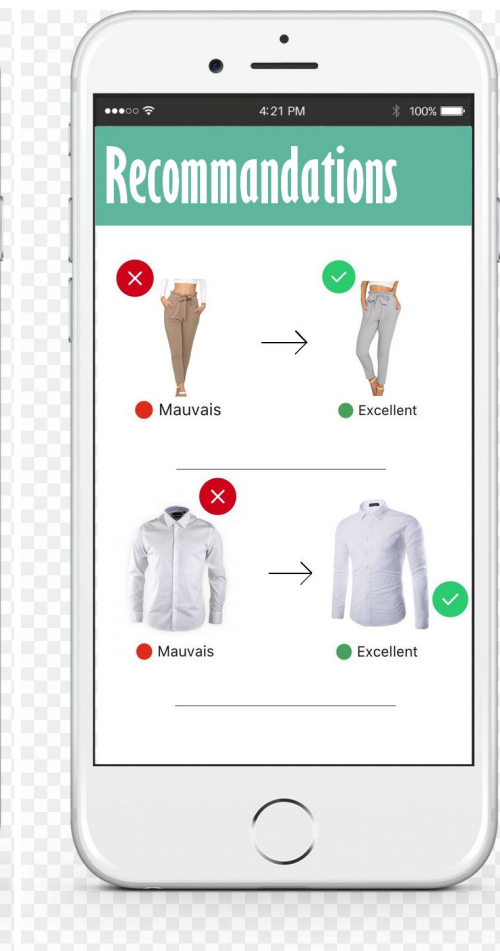 4:21 PM
100%
Recommandations
Mauvais
Excellent
Mauvais
Excellent